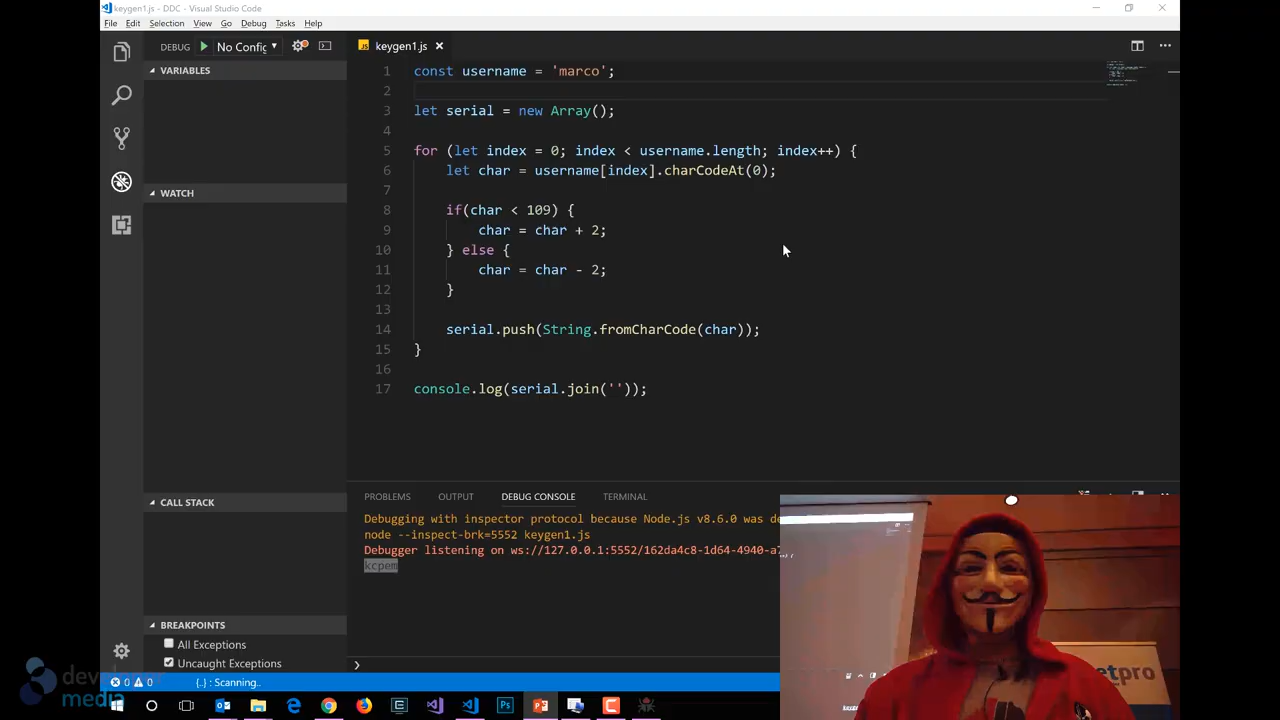 keygen1.js - DDC - Visual Studio Code
File Edit Selection View Go Debug Tasks Help
DEBUG No Config
keygen1.js
VARIABLES
WATCH
CALL STACK
BREAKPOINTS
All Exceptions
Uncaught Exceptions
1 const username = 'marco';
2
3 let serial = new Array();
4
5 for (let index = 0; index < username.length; index++) {
6 let char = username[index].charCodeAt(0);
7
8 if(char < 109) {
9 char = char + 2;
10 } else {
11 char = char - 2;
12 }
13
14 serial.push(String.fromCharCode(char));
15 }
16
17 console.log(serial.join(''));
PROBLEMS OUTPUT DEBUG CONSOLE TERMINAL
Debugging with inspector protocol because Node.js v8.6.0 was de
node --inspect-brk=5552 keygen1.js
Debugger listening on ws://127.0.0.1:5552/162da4c8-1d64-4940-a7
kcpem
etpro
developer
media
0 0 {..} : Scanning..